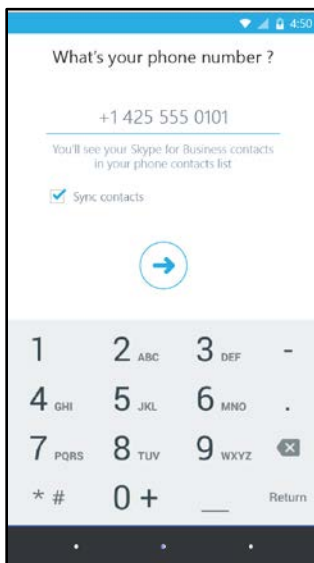 4:50
What's your phone number ?
+1 425 555 0101
You'll see your Skype for Business contacts
in your phone contacts list
Sync contacts
1 2 ABC 3 DEF -
4 GHI 5 JKL 6 MNO .
7 PQRS 8 TUV 9 WXYZ
* # 0 + _ Return